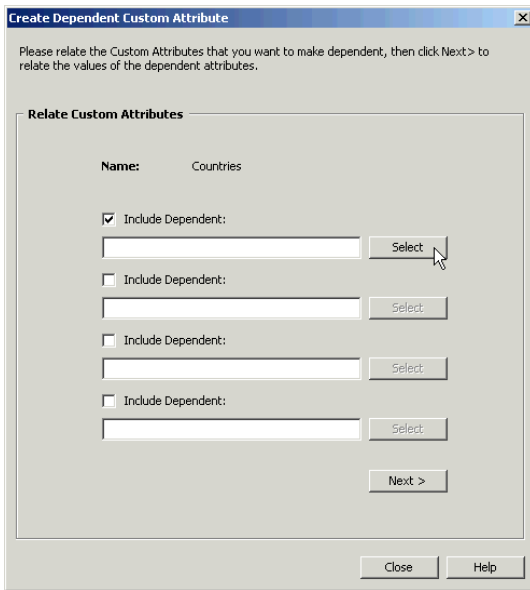 Create Dependent Custom Attribute
Please relate the Custom Attributes that you want to make dependent, then click Next> to
relate the values of the dependent attributes.
Relate Custom Attributes
Name: Countries
Include Dependent:
Select
Include Dependent:
Select
Include Dependent:
Select
Include Dependent:
Select
Next >
Close Help